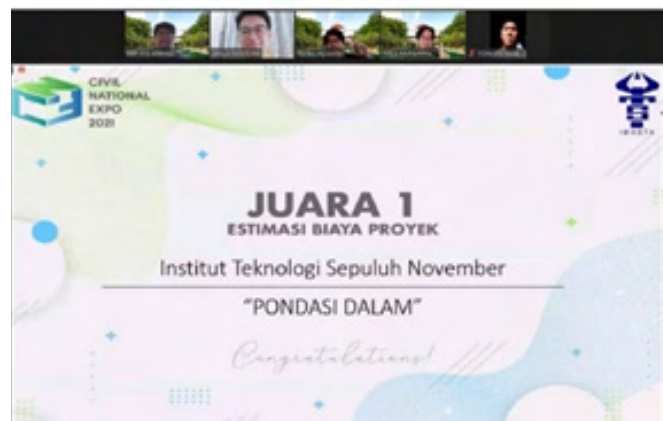 CIVIL
NATIONAL
EXPO
2021
JUARA 1
ESTIMASI BIAYA PROYEK
Institut Teknologi Sepuluh November
“PONDASI DALAM”
Congratulations!